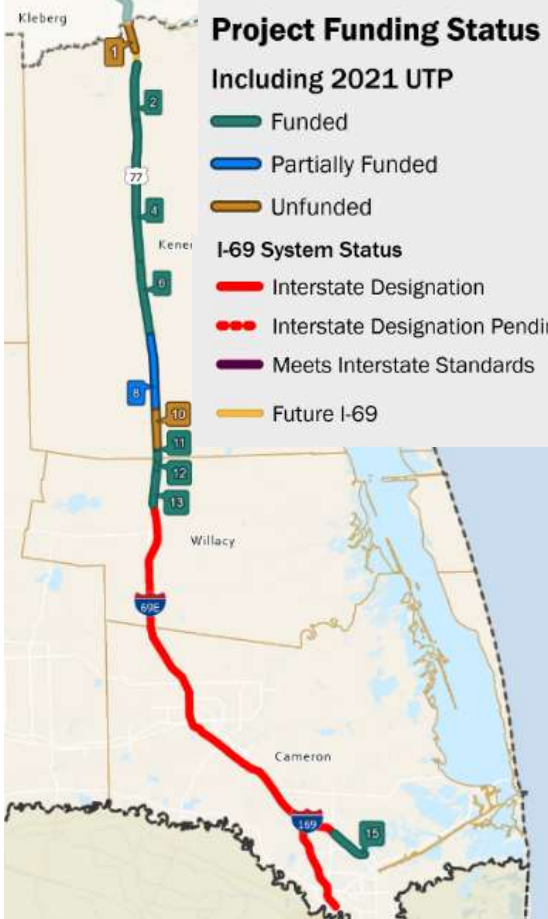 Kleberg
Project Funding Status
Including 2021 UTP
Funded
Partially Funded
Unfunded
I-69 System Status
Interstate Designation
Interstate Designation Pendin
Meets Interstate Standards
Future I-69
1
2
77
4
Kene
6
8
10
11
12
13
Willacy
69E
Cameron
169
15